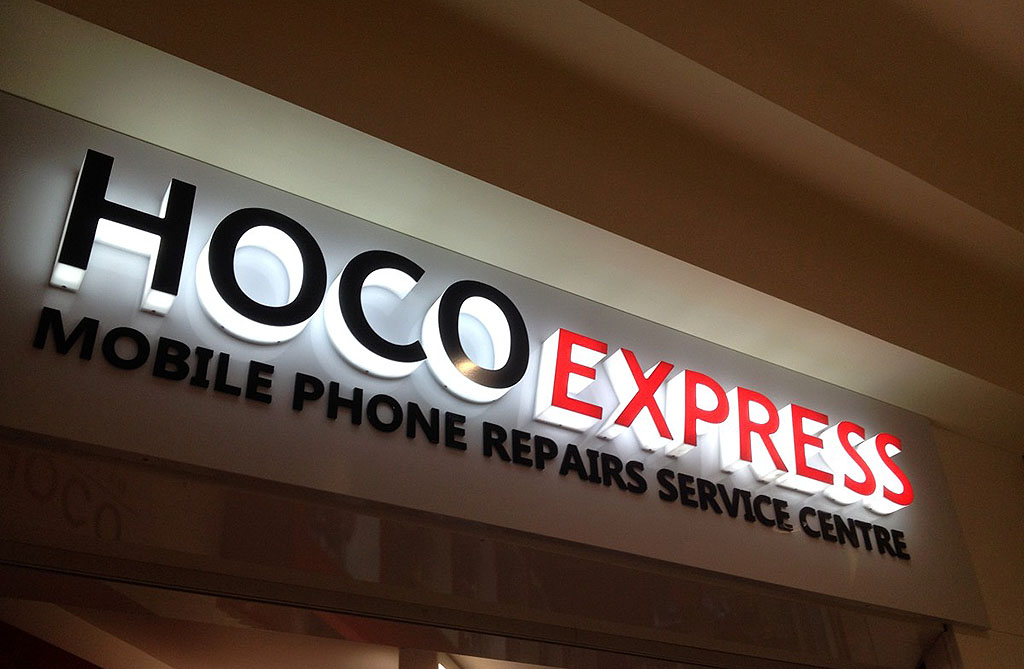 HOCO EXPRESS
MOBILE PHONE REPAIRS SERVICE CENTRE